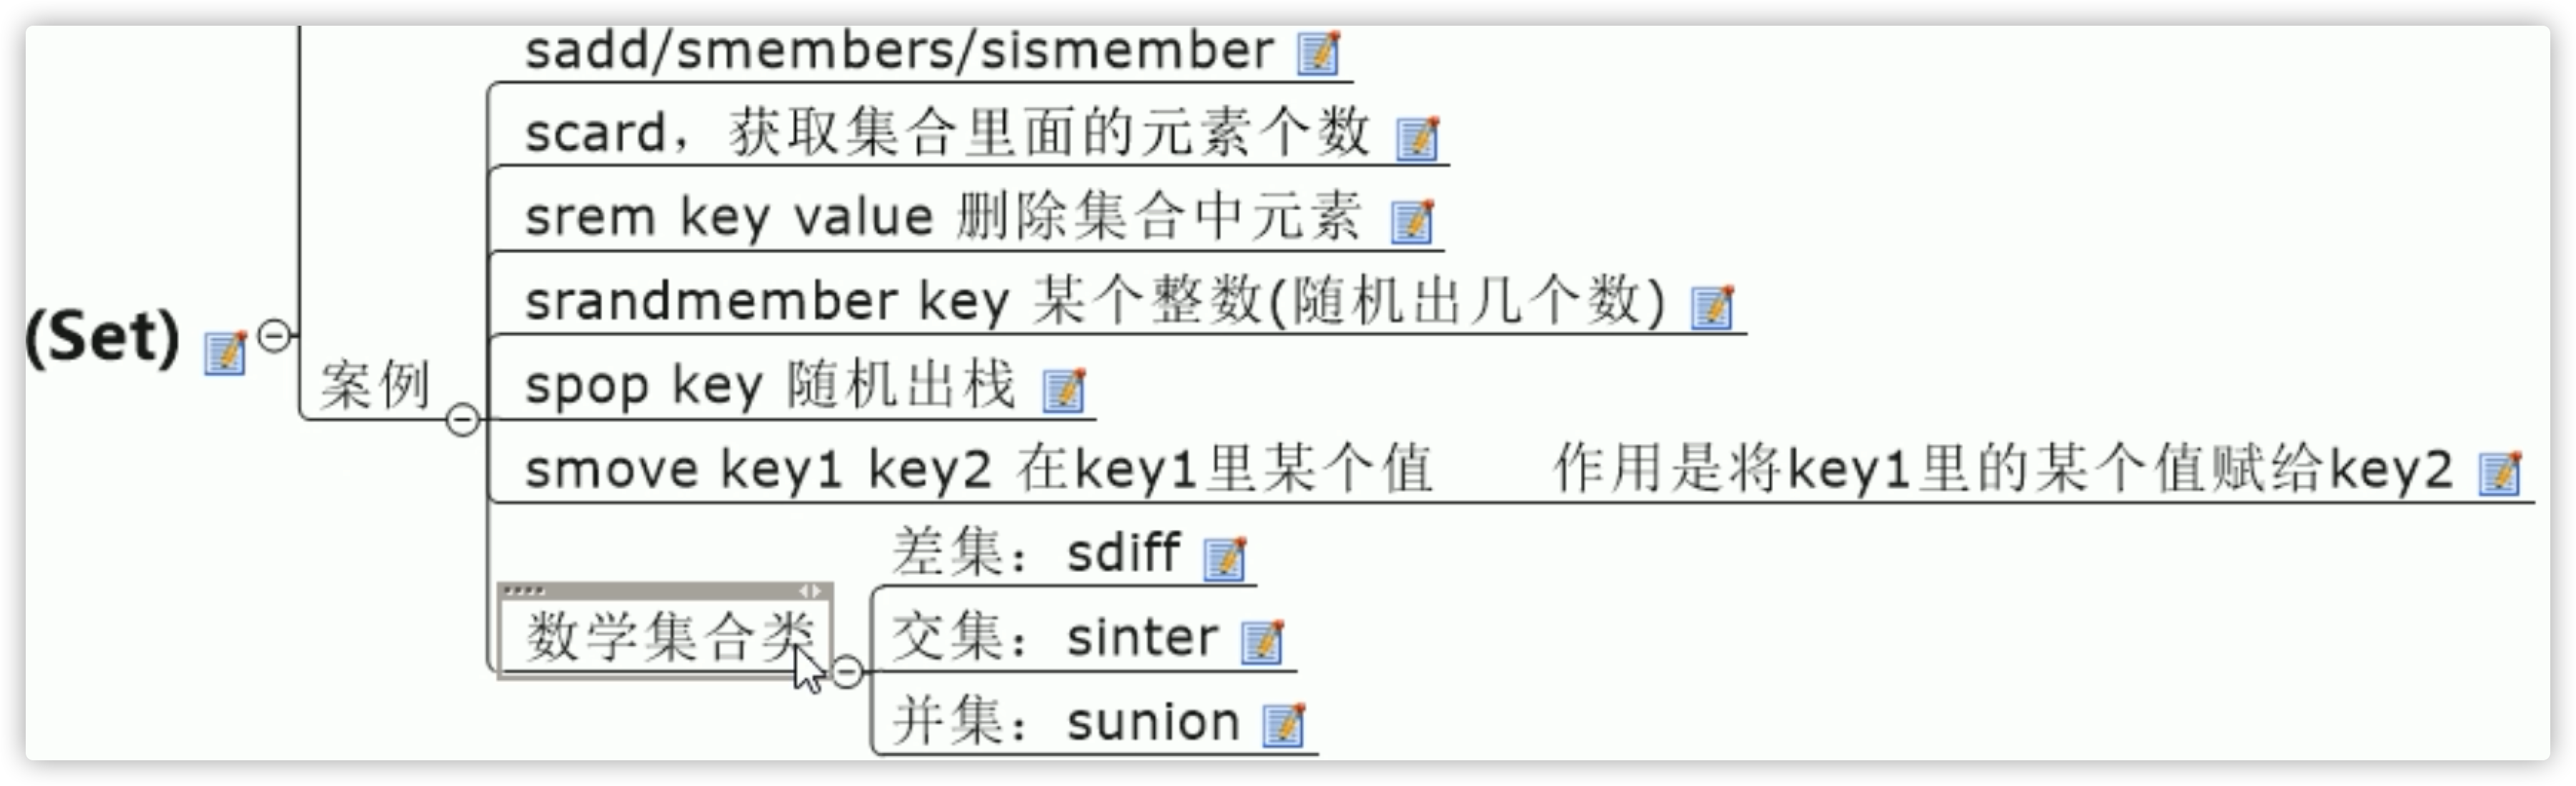 sadd/smembers/sismember
scard，获取集合里面的元素个数
srem key value 删除集合中元素
srandmember key 某个整数(随机出几个数)
(Set)
案例
spop key 随机出栈
smove key1 key2 在key1里某个值 作用是将key1里的某个值赋给key2
差集：sdiff
数学集合类
交集：sinter
并集：sunion